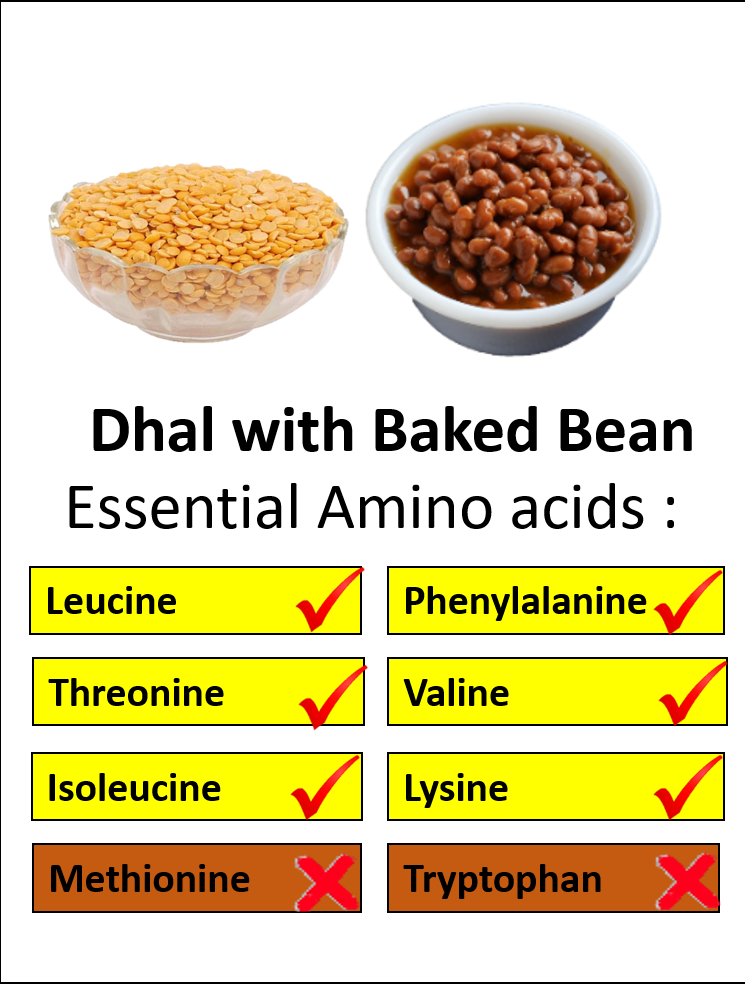 Dhal with Baked Bean
Essential Amino acids :
Leucine
Phenylalanine
Threonine
Valine
Isoleucine
Lysine
Methionine
Tryptophan